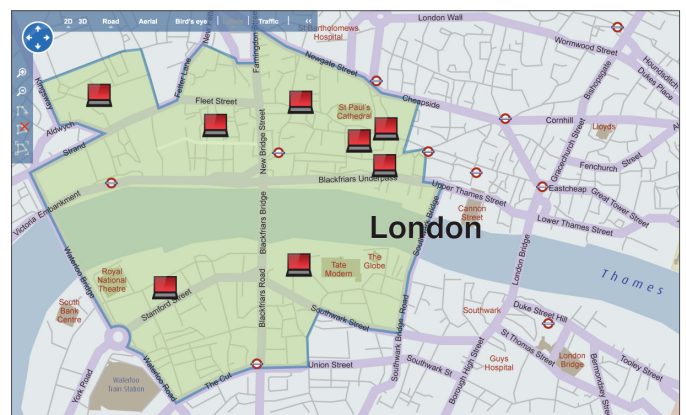 2D 3D Road Aerial Bird's eye Traffic ‹‹
London Wall
St Bartholomews
Hospital
Wormwood Street
Houndsditch
Dukes Place
Bishopsgate
Newgate Street
Farringdon
Fetter Lane
Kingsway
Cheapside
Fleet Street
St Paul's
Cathedral
Cornhill
Lloyds
Aldwych
Strand
New Bridge Street
Gracechurch Street
Fenchurch Street
Blackfriars Underpass
Upper Thames Street
Eastcheap
Great Tower Street
Victoria Embankment
Cannon
Street
Lower Thames Street
London
Blackfriars Bridge
Southwark Bridge
London Bridge
Waterloo Bridge
Royal
National
Theatre
Tate
Modern
The
Globe
Thames
South
Bank
Centre
Stamford Street
Blackfriars Road
Southwark Street
Southwark Bridge Road
Southwark
Duke Street Hill
St Thomas Street
London
Bridge
Tooley Street
Bermondsey Street
Guys
Hospital
Borough High Street
Southwark St
Union Street
The Cut
Waterloo Road
York Road
Waterloo
Train Station